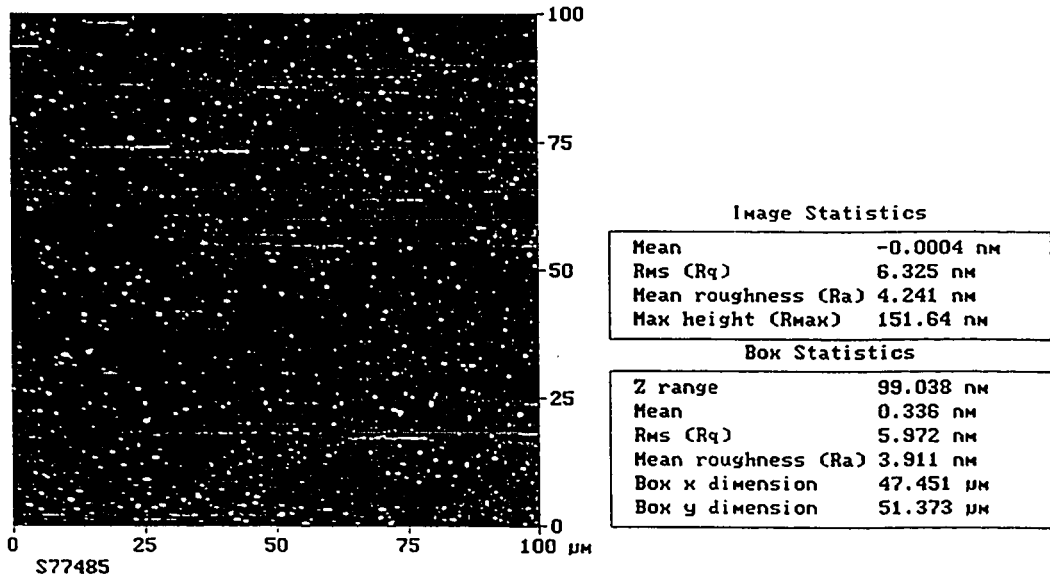 100
75
50
25
0
0 25 50 75 100 μм
S77485
Image Statistics
Mean -0.0004 nm
Rms (Rq) 6.325 nm
Mean roughness (Ra) 4.241 nm
Max height (Rmax) 151.64 nm
Box Statistics
Z range 99.038 nm
Mean 0.336 nm
Rms (Rq) 5.972 nm
Mean roughness (Ra) 3.911 nm
Box x dimension 47.451 μm
Box y dimension 51.373 μm